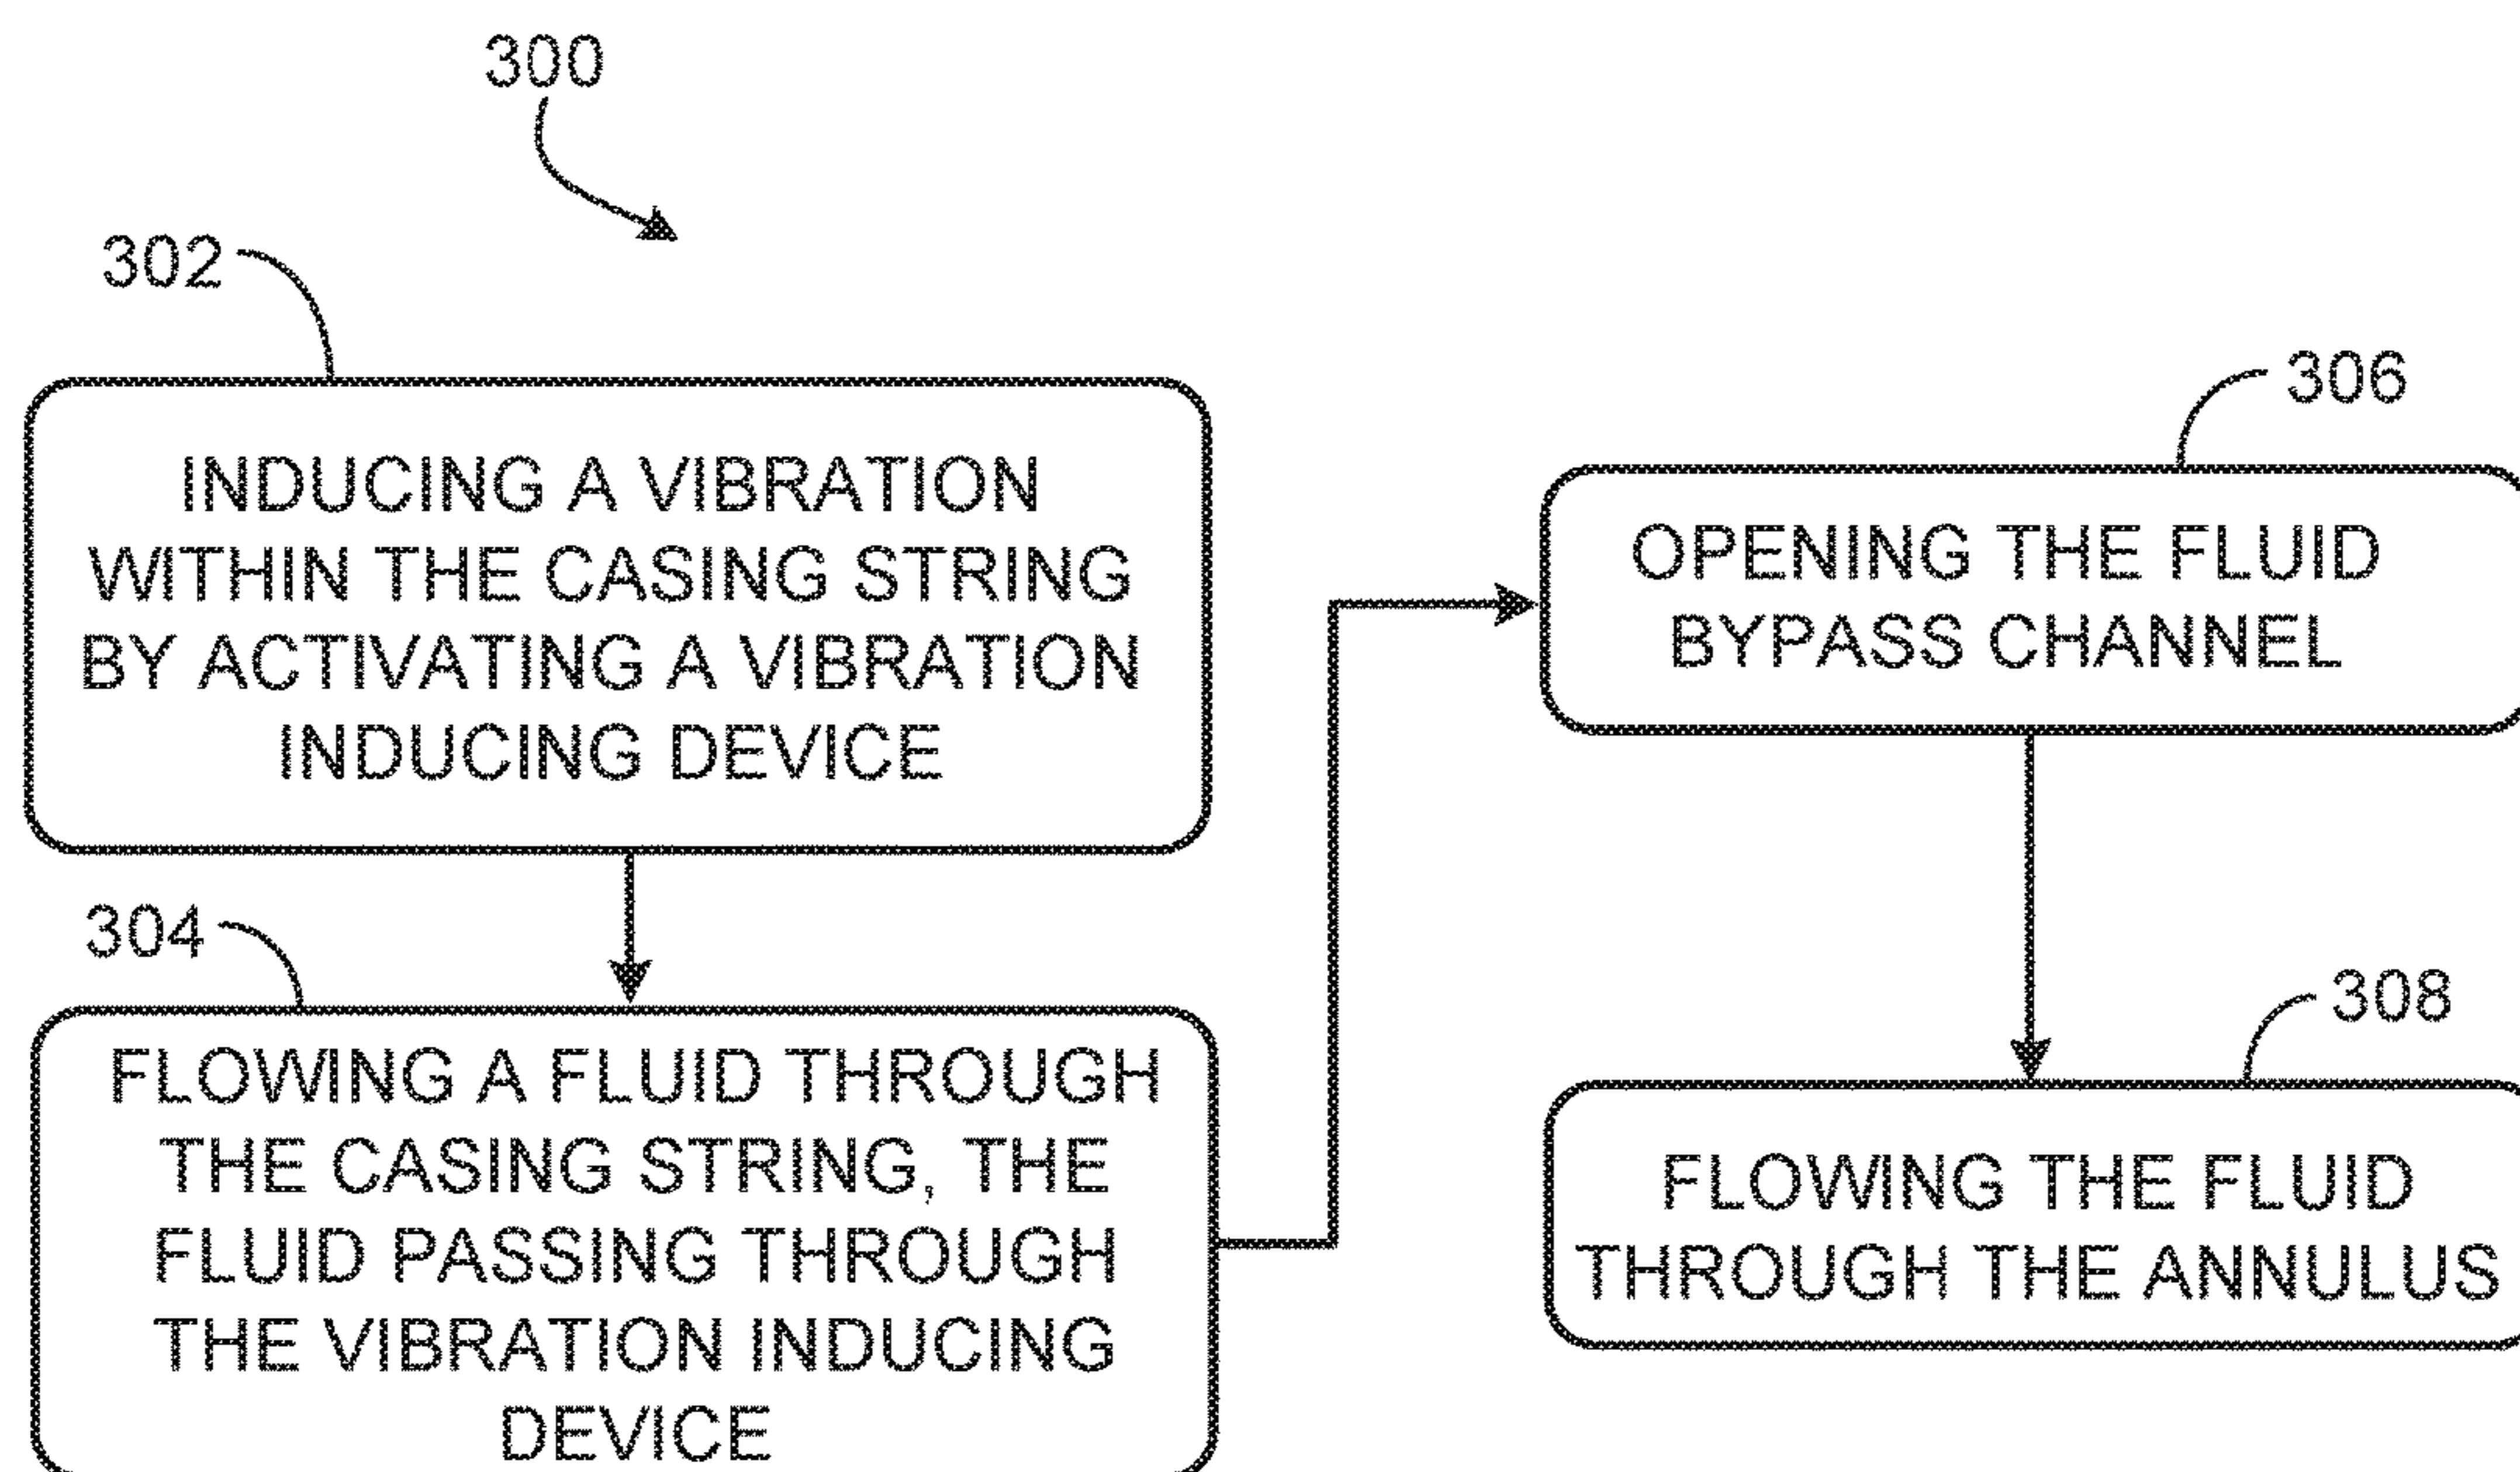 300
302
INDUCING A VIBRATION
WITHIN THE CASING STRING
BY ACTIVATING A VIBRATION
INDUCING DEVICE
304
FLOWING A FLUID THROUGH
THE CASING STRING, THE
FLUID PASSING THROUGH
THE VIBRATION INDUCING
DEVICE
306
OPENING THE FLUID
BYPASS CHANNEL
308
FLOWING THE FLUID
THROUGH THE ANNULUS